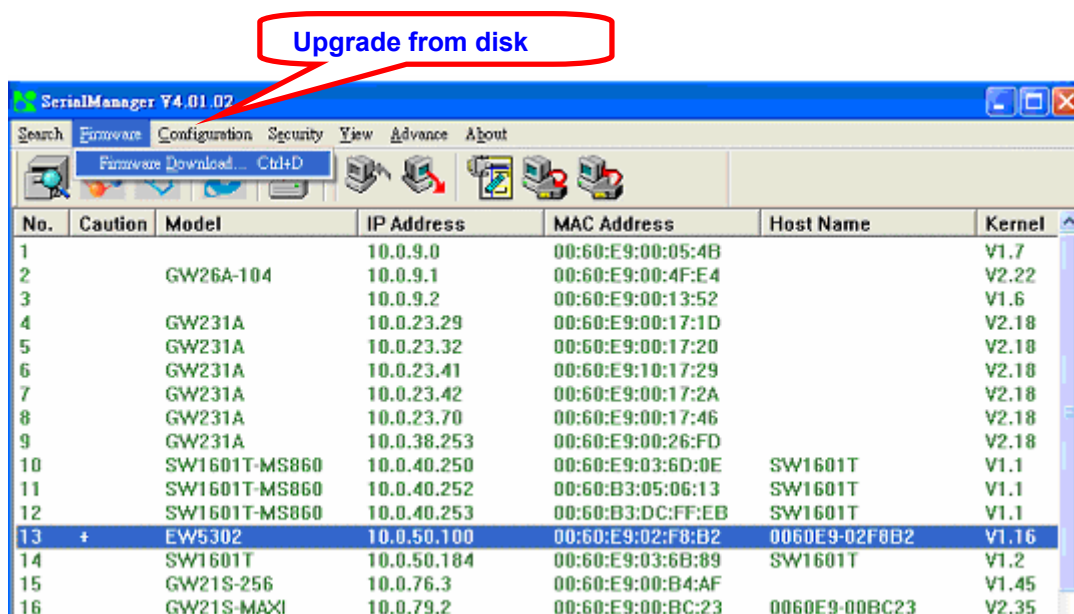 Upgrade from disk
SerialManager V4.01.02
Search Firmware Configuration Security View Advance About
Firmware Download... Ctrl+D
No. Caution Model IP Address MAC Address Host Name Kernel
1 10.0.9.0 00:60:E9:00:05:4B V1.7
2 GW26A-104 10.0.9.1 00:60:E9:00:4F:E4 V2.22
3 10.0.9.2 00:60:E9:00:13:52 V1.6
4 GW231A 10.0.23.29 00:60:E9:00:17:1D V2.18
5 GW231A 10.0.23.32 00:60:E9:00:17:20 V2.18
6 GW231A 10.0.23.41 00:60:E9:10:17:29 V2.18
7 GW231A 10.0.23.42 00:60:E9:00:17:2A V2.18
8 GW231A 10.0.23.70 00:60:E9:00:17:46 V2.18
9 GW231A 10.0.38.253 00:60:E9:00:26:FD V2.18
10 SW1601T-MS860 10.0.40.250 00:60:E9:03:6D:0E SW1601T V1.1
11 SW1601T-MS860 10.0.40.252 00:60:B3:05:06:13 SW1601T V1.1
12 SW1601T-MS860 10.0.40.253 00:60:B3:DC:FF:EB SW1601T V1.1
13 + EW5302 10.0.50.100 00:60:E9:02:F8:B2 0060E9-02F8B2 V1.16
14 SW1601T 10.0.50.184 00:60:E9:03:6B:89 SW1601T V1.2
15 GW21S-256 10.0.76.3 00:60:E9:00:B4:AF V1.45
16 GW21S-MAXI 10.0.79.2 00:60:E9:00:BC:23 0060E9-00BC23 V2.35